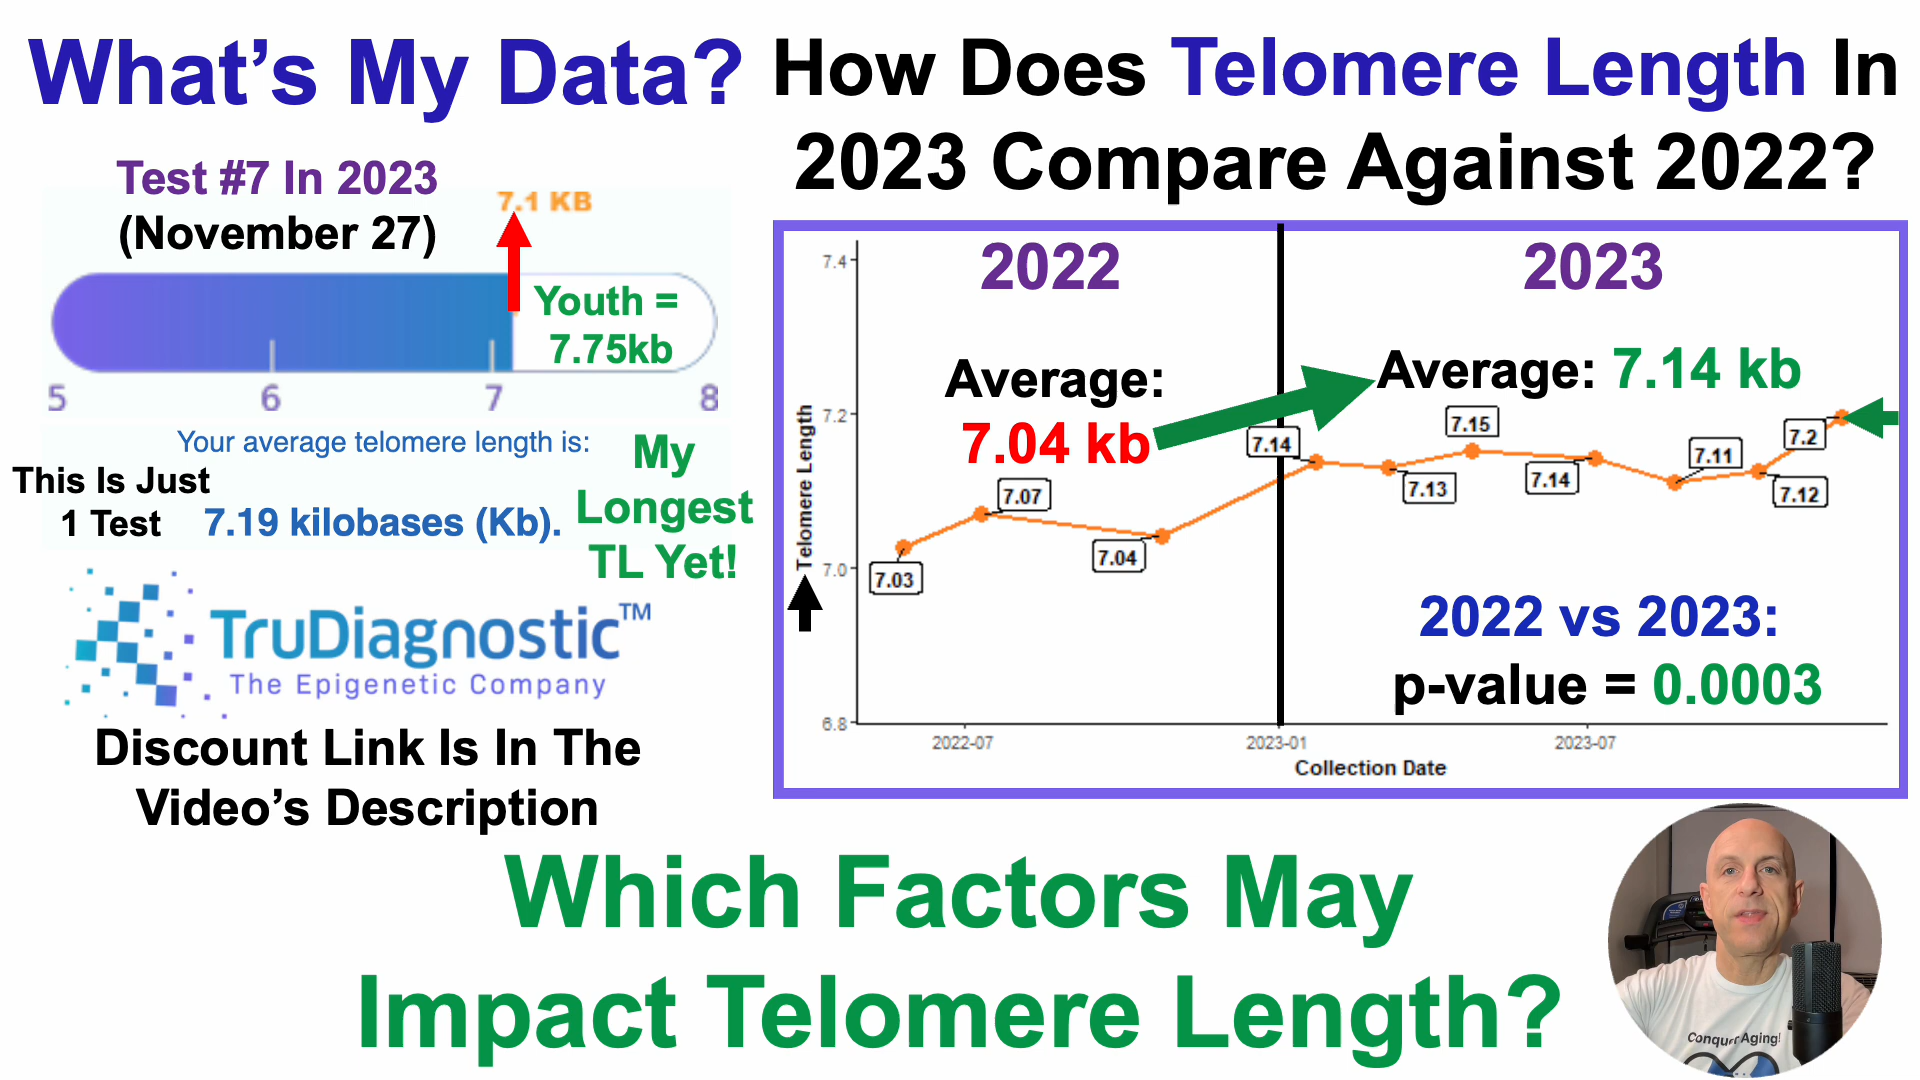 What's My Data?
Test #7 In 2023
(November 27)
7.1 KB
Youth =
7.75kb
5 6 7 8
Your average telomere length is:
This Is Just
1 Test
7.19 kilobases (Kb).
My
Longest
TL Yet!
TruDiagnostic™
The Epigenetic Company
Discount Link Is In The
Video's Description
How Does Telomere Length In
2023 Compare Against 2022?
2022
2023
Average:
7.04 kb
Average: 7.14 kb
7.4
7.2
7.0
6.8
Telomere Length
7.03
7.07
7.04
7.14
7.13
7.15
7.14
7.11
7.12
7.2
2022 vs 2023:
p-value = 0.0003
2022-07
2023-01
2023-07
Collection Date
Which Factors May
Impact Telomere Length?
Conquer Aging!